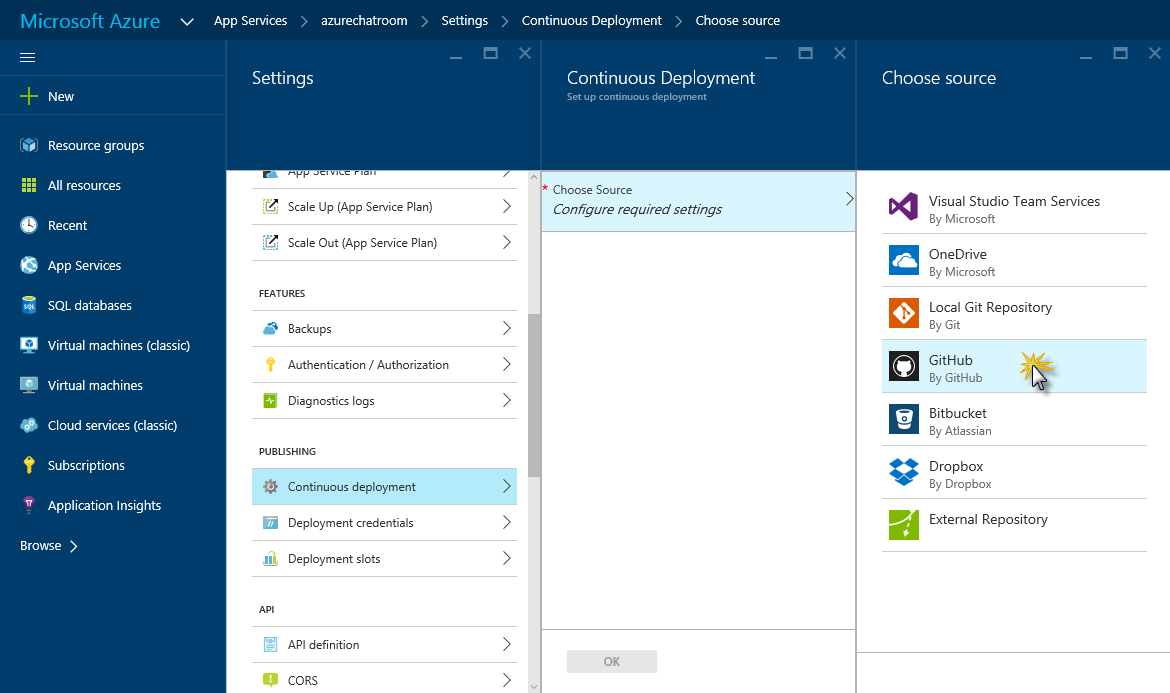 Microsoft Azure
App Services
azurechatroom
Settings
Continuous Deployment
Choose source
New
Resource groups
All resources
Recent
App Services
SQL databases
Virtual machines (classic)
Virtual machines
Cloud services (classic)
Subscriptions
Application Insights
Browse
Settings
App Service Plan
Scale Up (App Service Plan)
Scale Out (App Service Plan)
FEATURES
Backups
Authentication / Authorization
Diagnostics logs
PUBLISHING
Continuous deployment
Deployment credentials
Deployment slots
API
API definition
CORS
Continuous Deployment
Set up continuous deployment
* Choose Source
Configure required settings
OK
Choose source
Visual Studio Team Services
By Microsoft
OneDrive
By Microsoft
Local Git Repository
By Git
GitHub
By GitHub
Bitbucket
By Atlassian
Dropbox
By Dropbox
External Repository